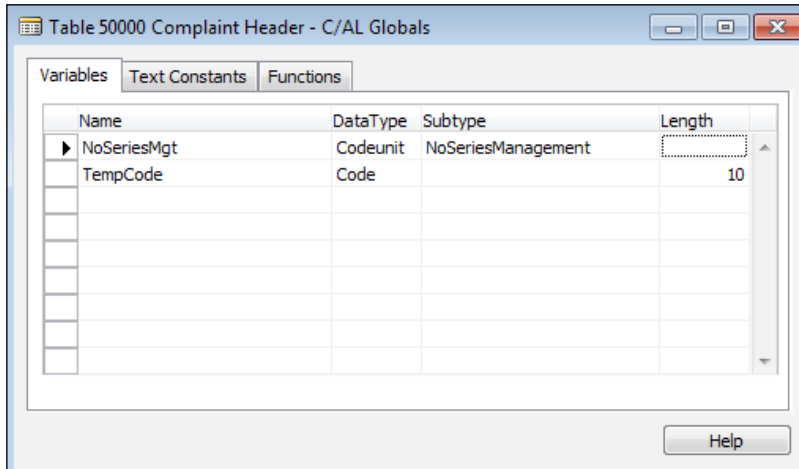 Table 50000 Complaint Header - C/AL Globals
Variables Text Constants Functions
Name DataType Subtype Length
NoSeriesMgt Codeunit NoSeriesManagement
TempCode Code 10
Help